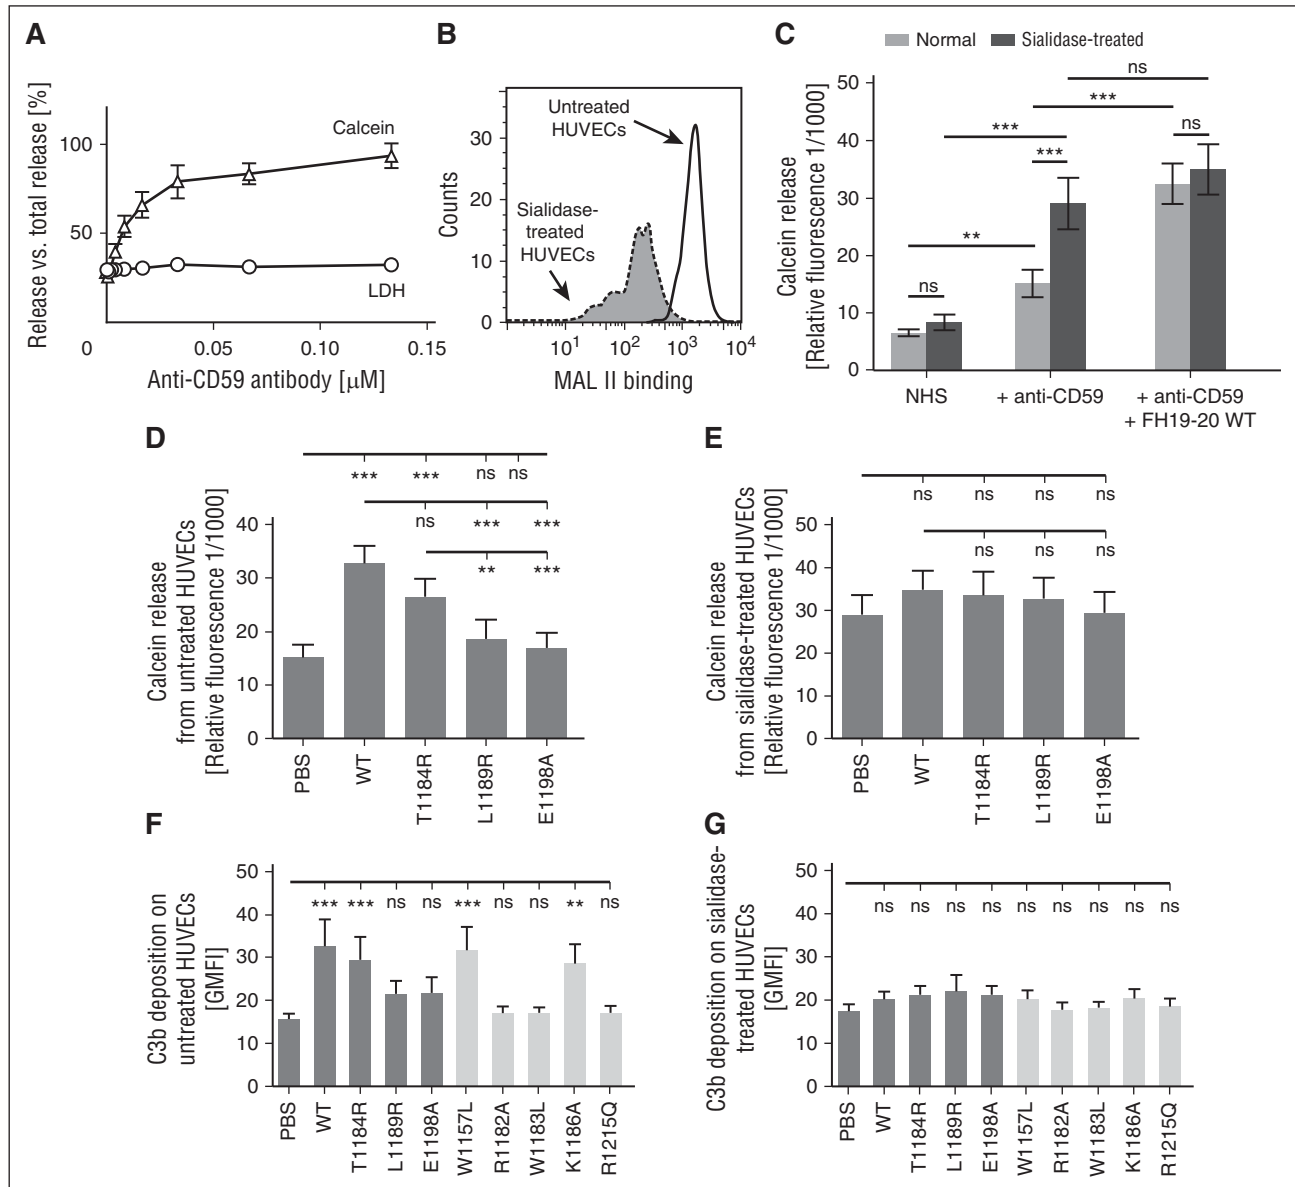 A
Release vs. total release [%]
100
50
Calcein
LDH
0
0.05
0.10
0.15
Anti-CD59 antibody [μM]
B
Counts
30
20
10
0
Untreated
HUVECs
Sialidase-
treated
HUVECs
10^1
10^2
10^3
10^4
MAL II binding
C
Normal
Sialidase-treated
Calcein release
[Relative fluorescence 1/1000]
50
40
30
20
10
0
ns
***
***
ns
***
**
ns
NHS
+ anti-CD59
+ anti-CD59
+ FH19-20 WT
D
Calcein release
from untreated HUVECs
[Relative fluorescence 1/1000]
40
30
20
10
0
*** *** ns ns
ns *** ***
** ***
PBS
WT
T1184R
L1189R
E1198A
E
Calcein release
from sialidase-treated HUVECs
[Relative fluorescence 1/1000]
50
40
30
20
10
0
ns ns ns ns
ns ns ns
PBS
WT
T1184R
L1189R
E1198A
F
C3b deposition on
untreated HUVECs
[GMFI]
50
40
30
20
10
0
*** *** ns ns *** ns ns ** ns
PBS
WT
T1184R
L1189R
E1198A
W1157L
R1182A
W1183L
K1186A
R1215Q
G
C3b deposition on sialidase-
treated HUVECs
[GMFI]
50
40
30
20
10
0
ns ns ns ns ns ns ns ns ns
PBS
WT
T1184R
L1189R
E1198A
W1157L
R1182A
W1183L
K1186A
R1215Q